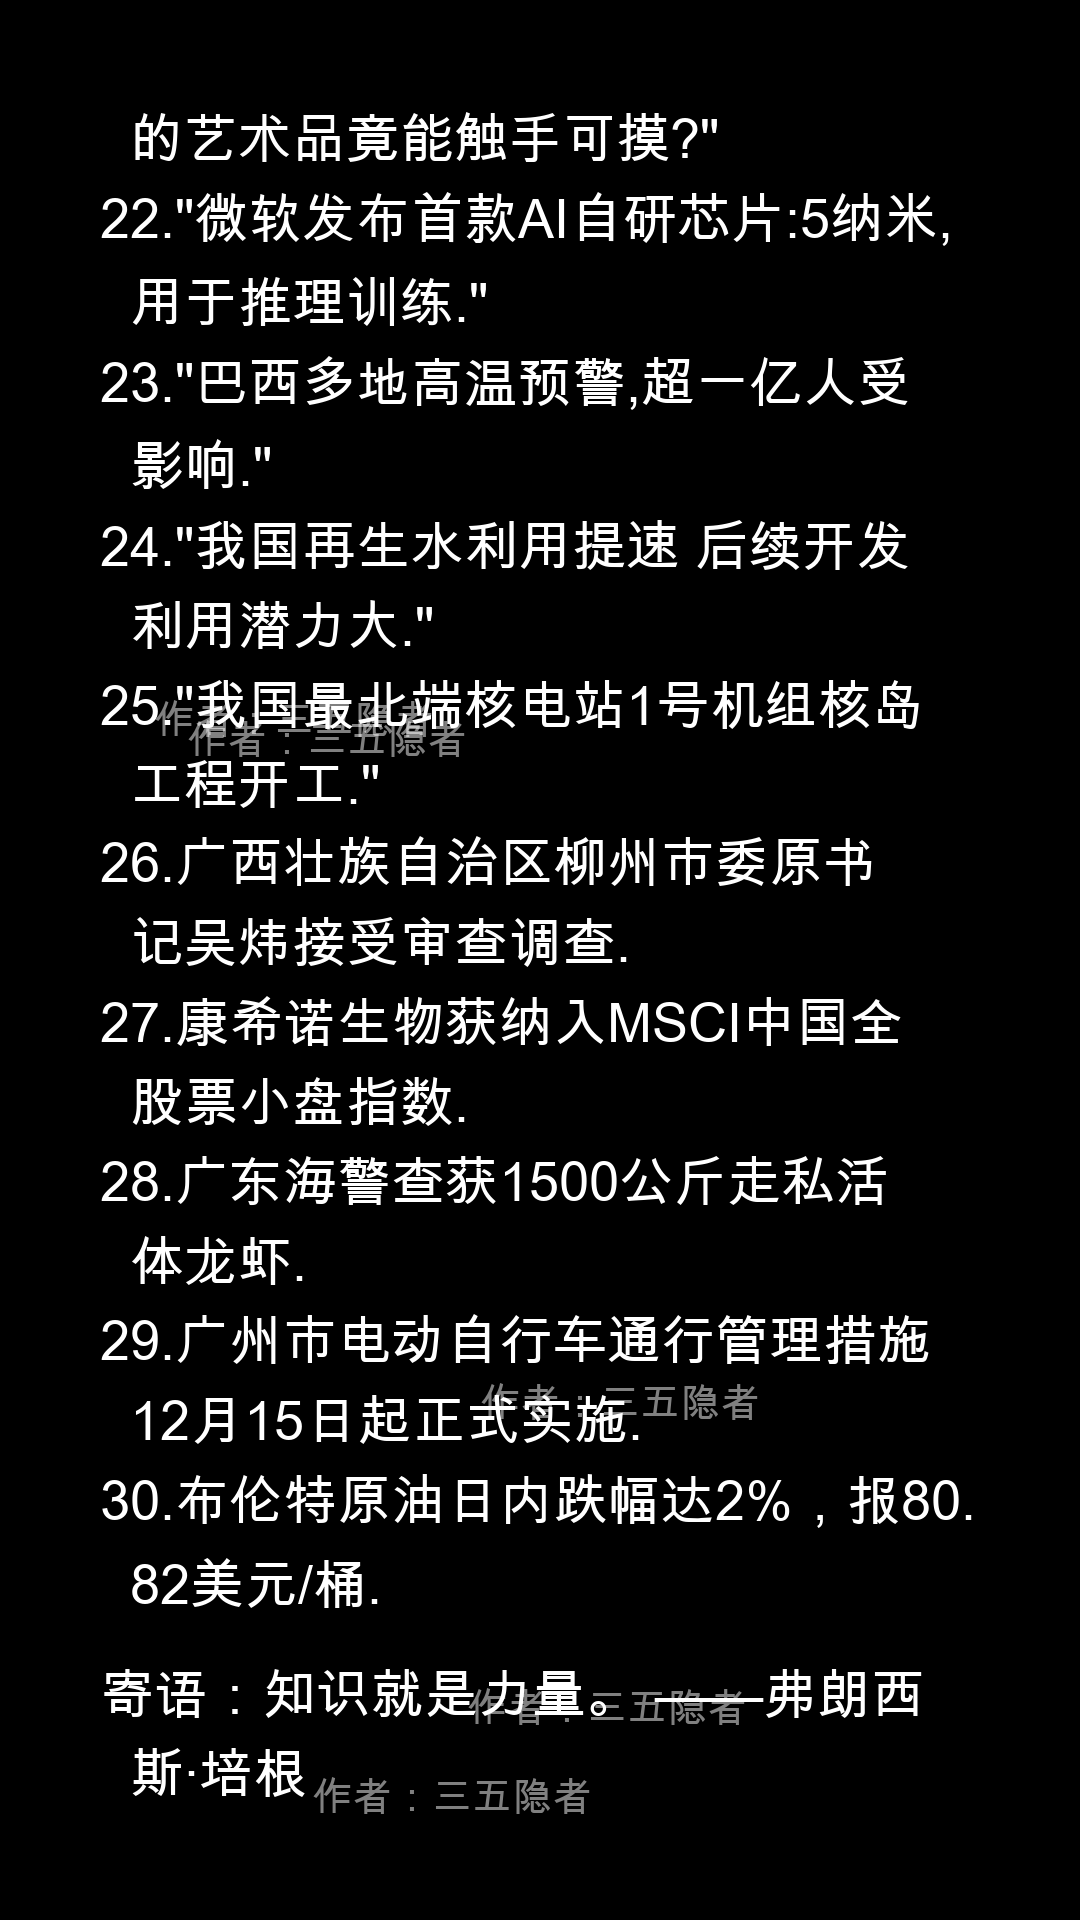 的艺术品竟能触手可摸?"
22."微软发布首款AI自研芯片:5纳米,
用于推理训练."
23."巴西多地高温预警,超一亿人受
影响."
24."我国再生水利用提速 后续开发
利用潜力大."
25."我国最北端核电站1号机组核岛
作者：三五隐者
作者：三五隐者
工程开工."
26.广西壮族自治区柳州市委原书
记吴炜接受审查调查.
27.康希诺生物获纳入MSCI中国全
股票小盘指数.
28.广东海警查获1500公斤走私活
体龙虾.
29.广州市电动自行车通行管理措施
作者：三五隐者
12月15日起正式实施.
30.布伦特原油日内跌幅达2%，报80.
82美元/桶.
寄语：知识就是力量。——弗朗西
作者：三五隐者
斯·培根
作者：三五隐者